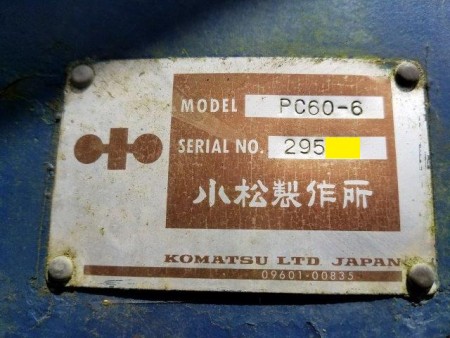 MODEL PC60-6
SERIAL NO. 295
小松製作所
KOMATSU LTD JAPAN
09601-00835